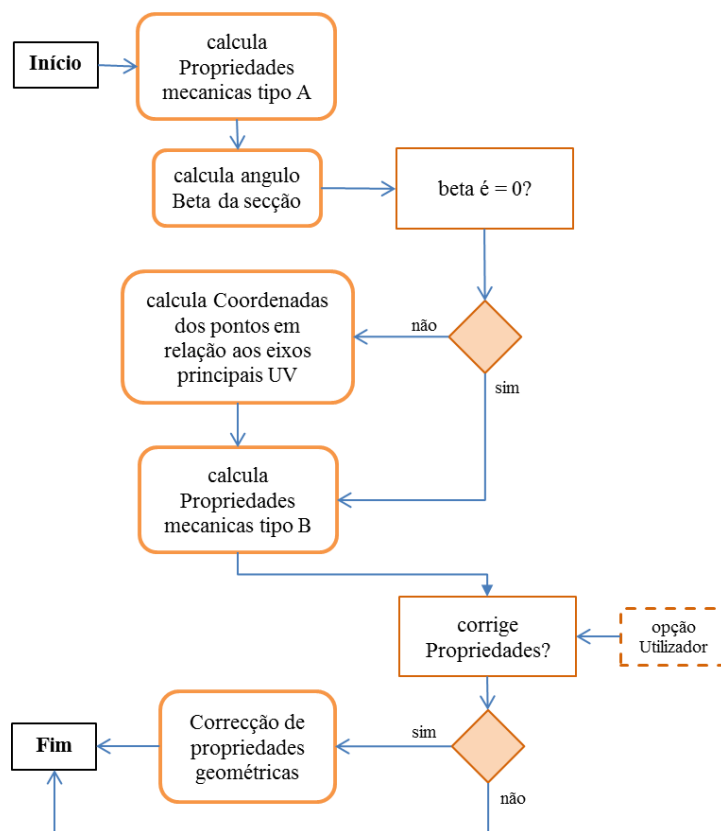 Início
calcula
Propriedades
mecanicas tipo A
calcula angulo
Beta da secção
beta é = 0?
calcula Coordenadas
dos pontos em
relação aos eixos
principais UV
não
sim
calcula
Propriedades
mecanicas tipo B
corrige
Propriedades?
opção
Utilizador
Fim
Correcção de
propriedades
geométricas
sim
não